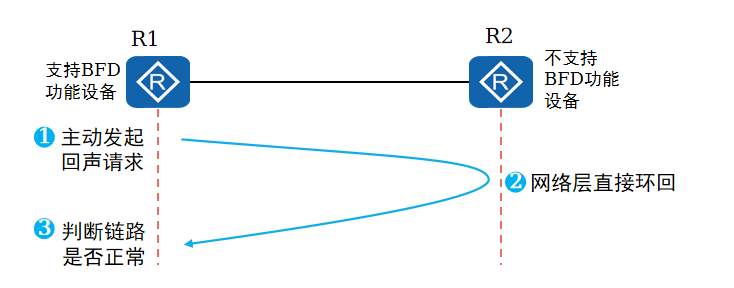 R1
R2
支持BFD
功能设备
R
R
不支持
BFD功能
设备
1 主动发起
回声请求
2 网络层直接环回
3 判断链路
是否正常